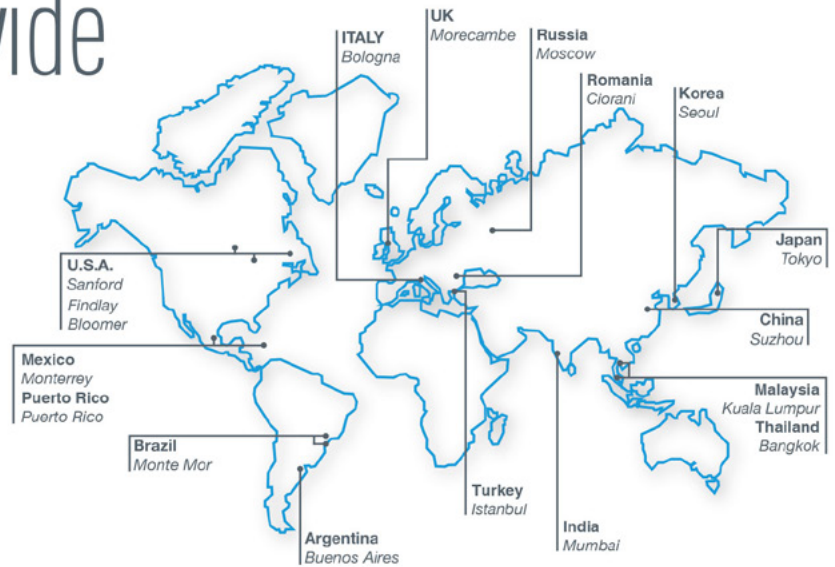 UK
Morecambe
ITALY
Bologna
Russia
Moscow
Romania
Ciorani
Korea
Seoul
Japan
Tokyo
U.S.A.
Sanford
Findlay
Bloomer
China
Suzhou
Mexico
Monterrey
Puerto Rico
Puerto Rico
Malaysia
Kuala Lumpur
Thailand
Bangkok
Brazil
Monte Mor
Turkey
Istanbul
India
Mumbai
Argentina
Buenos Aires